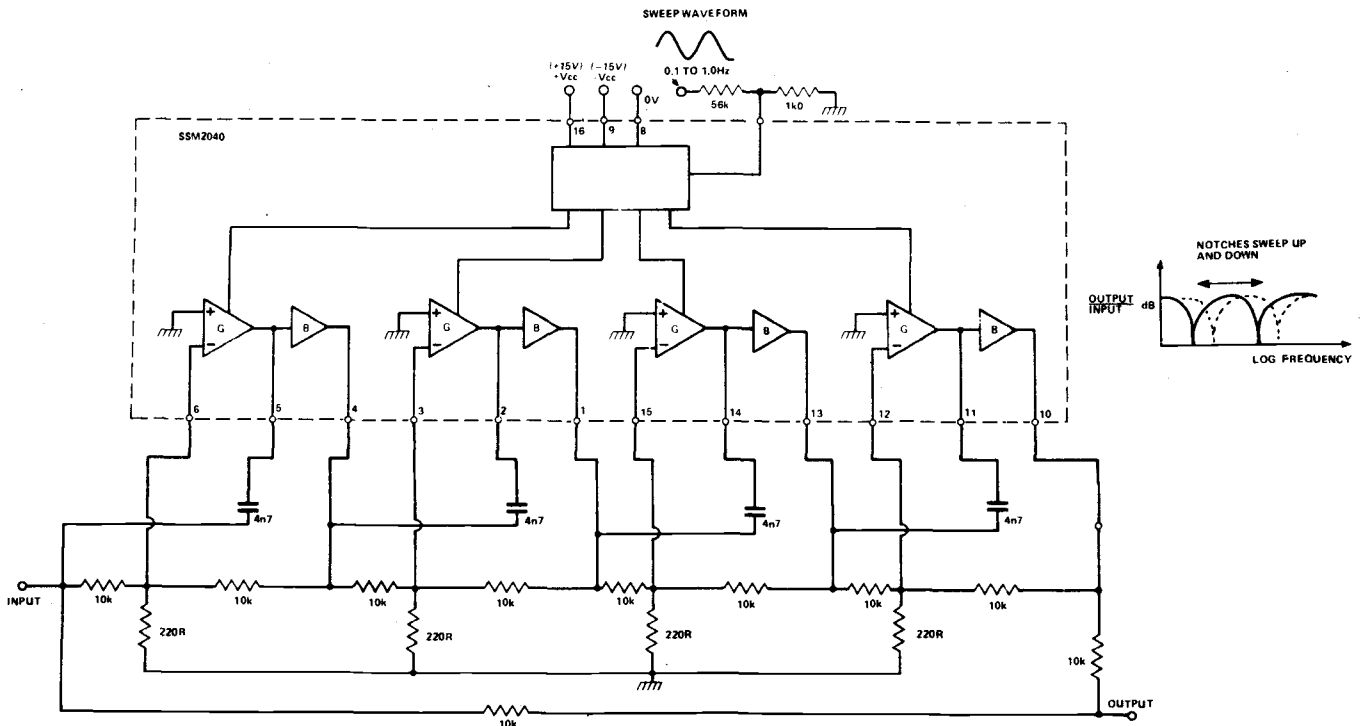 SWEEP WAVEFORM
0.1 TO 1.0Hz
(+15V) (-15V)
+Vcc -Vcc
0V
56k
1k0
SSM2040
16 9 8
NOTCHES SWEEP UP
AND DOWN
OUTPUT
INPUT
dB
LOG FREQUENCY
+ + + +
G B G B G B G B
- - - -
6 5 4 3 2 1 15 14 13 12 11 10
4n7 4n7 4n7 4n7
INPUT
10k 10k 10k 10k 10k 10k 10k 10k
220R 220R 220R 220R
10k
10k
OUTPUT